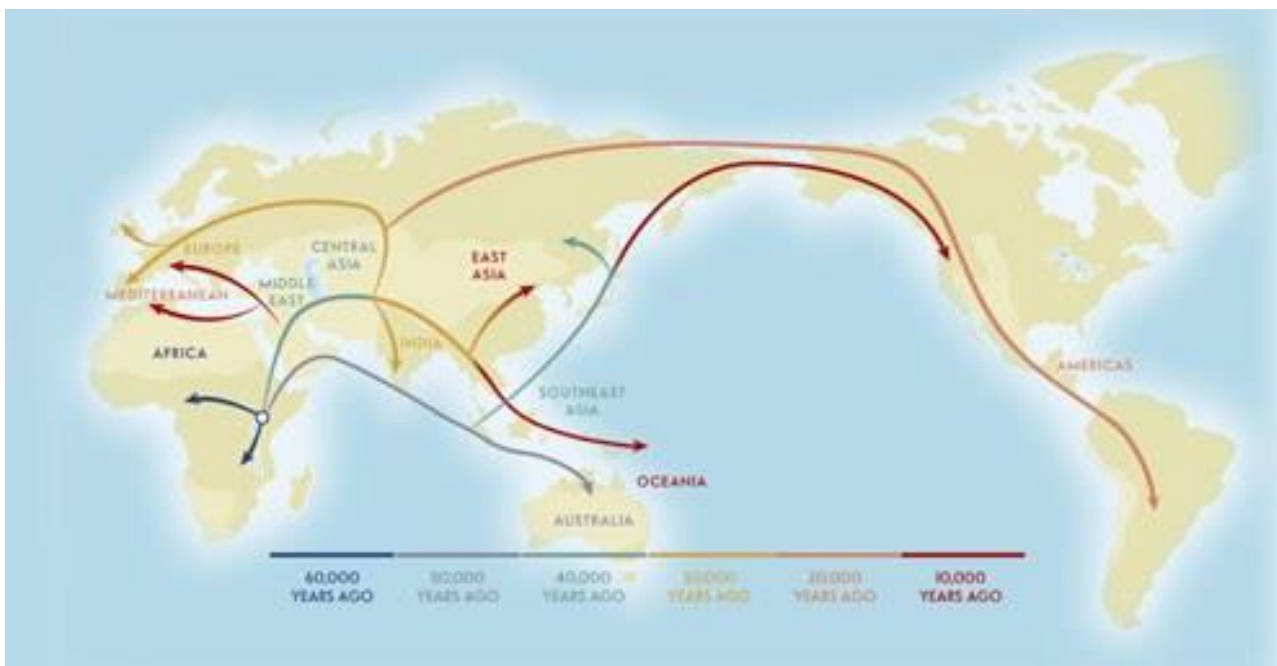 EUROPE
CENTRAL
ASIA
EAST
ASIA
MEDITERRANEAN
MIDDLE
EAST
AFRICA
INDIA
SOUTHEAST
ASIA
AMERICAS
OCEANIA
AUSTRALIA
60,000
YEARS AGO
50,000
YEARS AGO
40,000
YEARS AGO
30,000
YEARS AGO
20,000
YEARS AGO
10,000
YEARS AGO